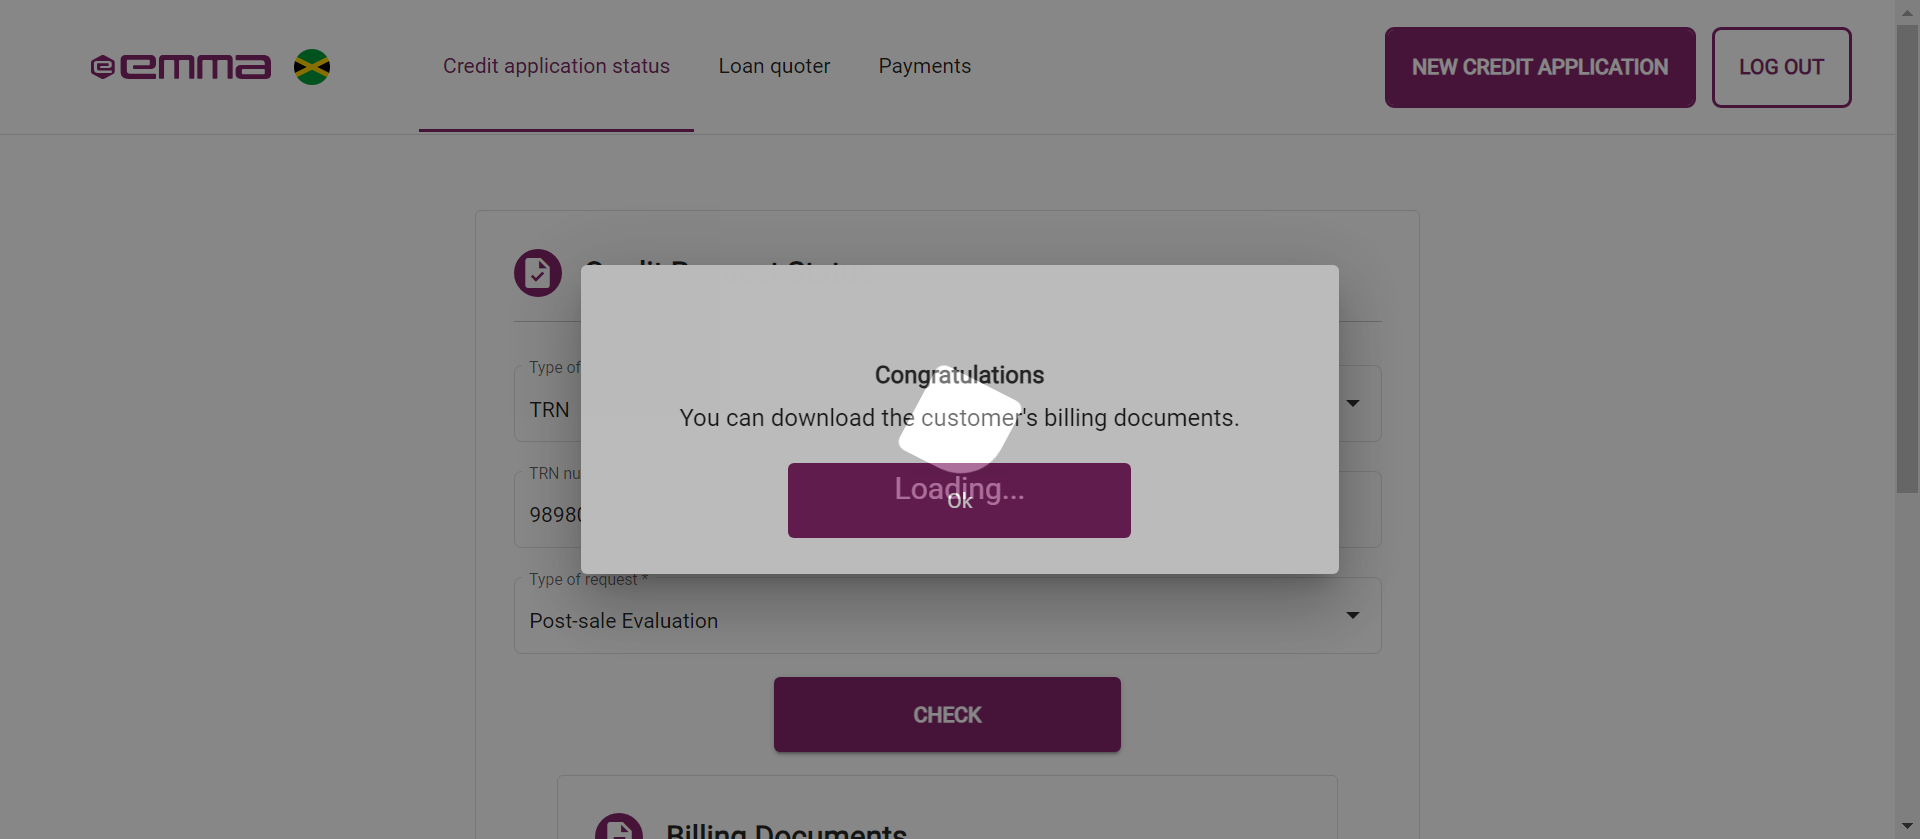 emma
Credit application status
Loan quoter
Payments
NEW CREDIT APPLICATION
LOG OUT
Type of
TRN
TRN nu
9898
Congratulations
You can download the customer's billing documents.
Loading...
Ok
Type of request *
Post-sale Evaluation
CHECK
Billing Documents